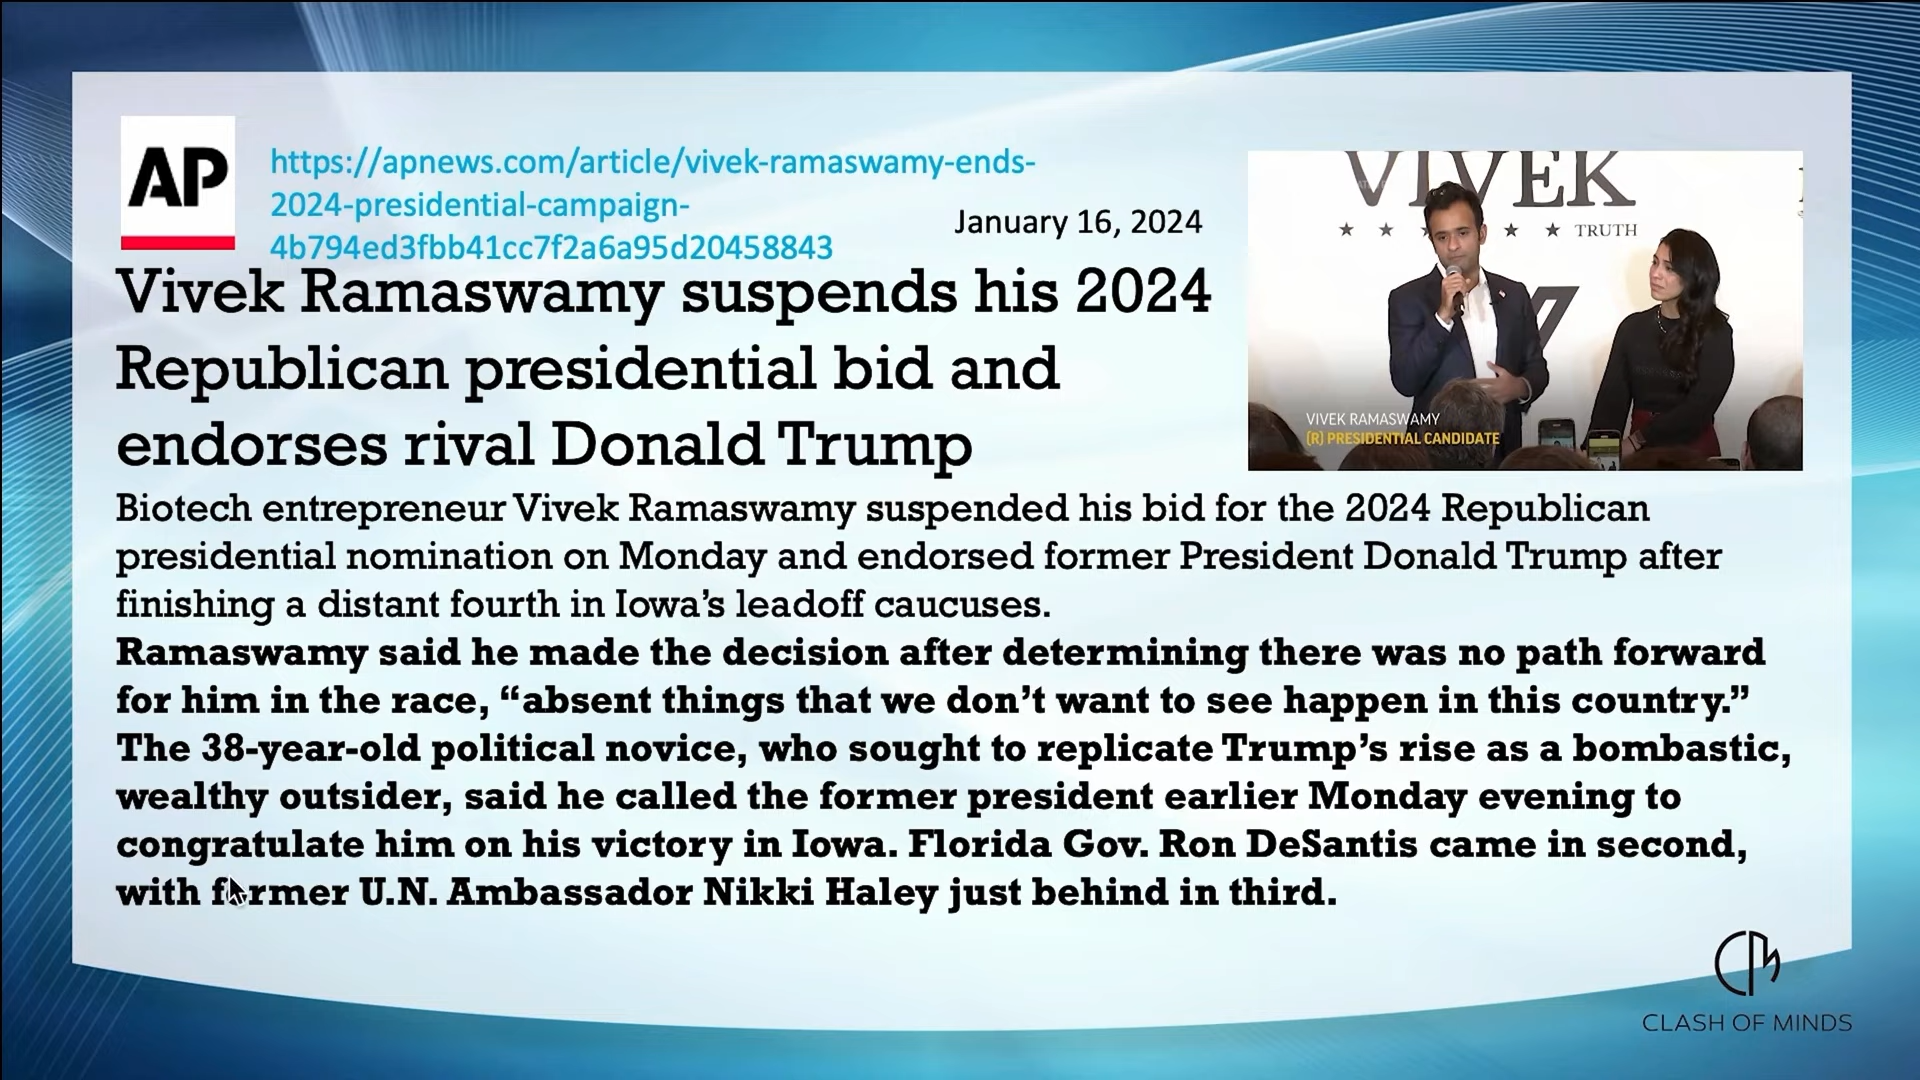 AP
https://apnews.com/article/vivek-ramaswamy-ends-
2024-presidential-campaign-
4b794ed3fbb41cc7f2a6a95d20458843
January 16, 2024
Vivek Ramaswamy suspends his 2024
Republican presidential bid and
endorses rival Donald Trump
VIVEK
TRUTH
VIVEK RAMASWAMY
(R) PRESIDENTIAL CANDIDATE
Biotech entrepreneur Vivek Ramaswamy suspended his bid for the 2024 Republican
presidential nomination on Monday and endorsed former President Donald Trump after
finishing a distant fourth in Iowa’s leadoff caucuses.
Ramaswamy said he made the decision after determining there was no path forward
for him in the race, “absent things that we don’t want to see happen in this country.”
The 38-year-old political novice, who sought to replicate Trump’s rise as a bombastic,
wealthy outsider, said he called the former president earlier Monday evening to
congratulate him on his victory in Iowa. Florida Gov. Ron DeSantis came in second,
with former U.N. Ambassador Nikki Haley just behind in third.
CLASH OF MINDS